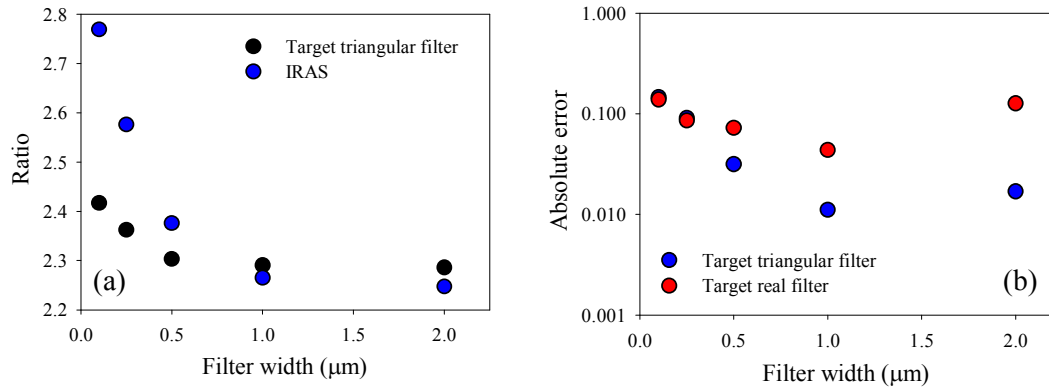 2.8
2.7
2.6
2.5
2.4
2.3
2.2
Ratio
Target triangular filter
IRAS
(a)
0.0 0.5 1.0 1.5 2.0
Filter width (μm)
1.000
0.100
0.010
0.001
Absolute error
Target triangular filter
Target real filter
(b)
0.0 0.5 1.0 1.5 2.0
Filter width (μm)